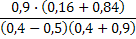 0,9 · (0,16 + 0,84)
(0,4 − 0,5)(0,4 + 0,9)